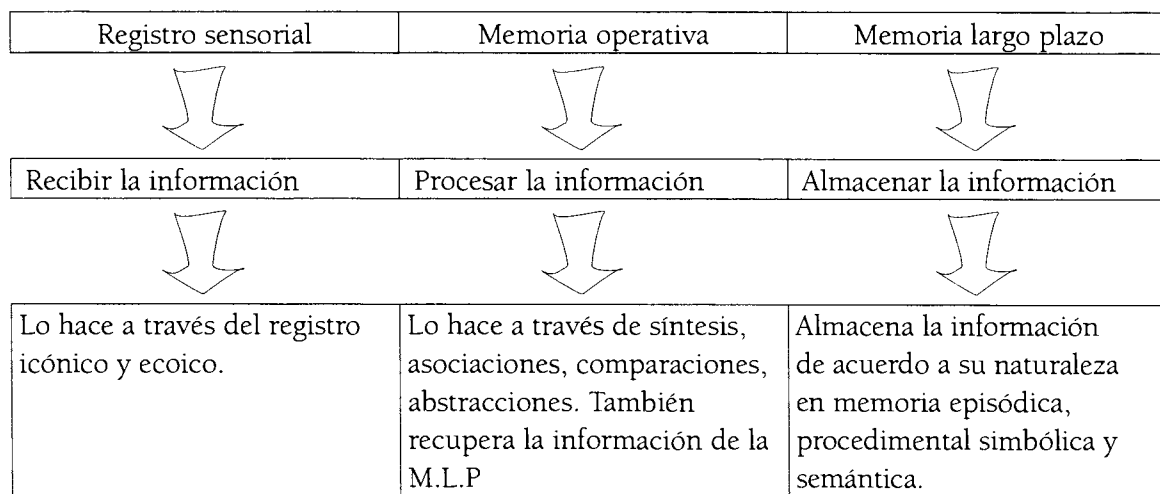 Registro sensorial
Memoria operativa
Memoria largo plazo
Recibir la información
Procesar la información
Almacenar la información
Lo hace a través del registro
icónico y ecoico.
Lo hace a través de síntesis,
asociaciones, comparaciones,
abstracciones. También
recupera la información de la
M.L.P
Almacena la información
de acuerdo a su naturaleza
en memoria episódica,
procedimental simbólica y
semántica.